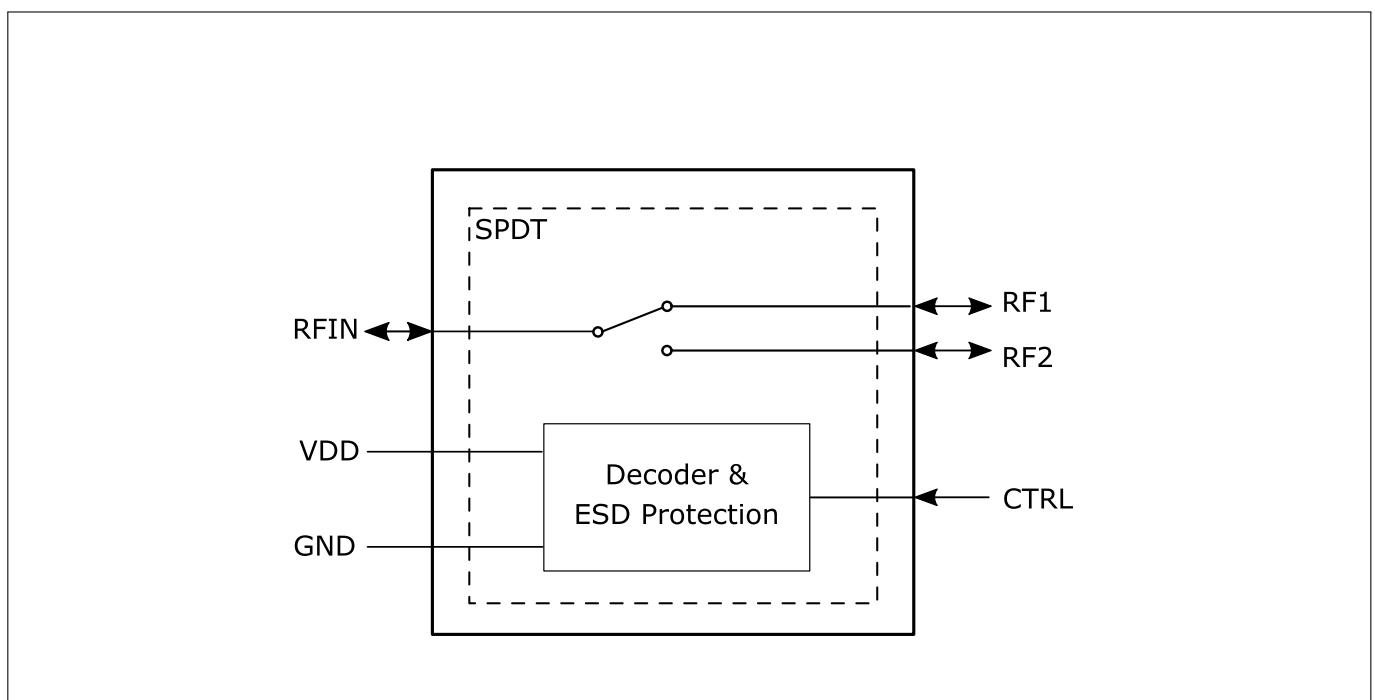 SPDT
RFIN
RF1
RF2
VDD
Decoder &
ESD Protection
CTRL
GND